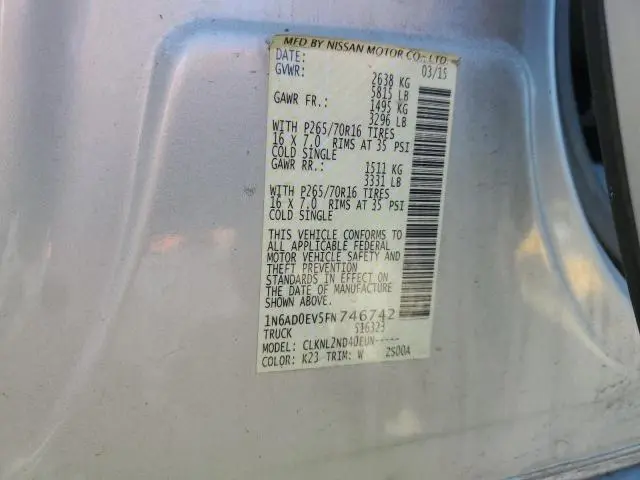 MFD BY NISSAN MOTOR CO., LTD.
DATE: 03/15
GVWR: 2638 KG
5815 LB
GAWR FR.: 1495 KG
3296 LB
WITH P265/70R16 TIRES
16 X 7.0 RIMS AT 35 PSI
COLD SINGLE
GAWR RR.: 1511 KG
3331 LB
WITH P265/70R16 TIRES
16 X 7.0 RIMS AT 35 PSI
COLD SINGLE
THIS VEHICLE CONFORMS TO
ALL APPLICABLE FEDERAL
MOTOR VEHICLE SAFETY AND
THEFT PREVENTION
STANDARDS IN EFFECT ON
THE DATE OF MANUFACTURE
SHOWN ABOVE.
1N6AD0EV5FN746742
TRUCK S16323
MODEL: CLKNL2ND4DEUN-----
COLOR: K23 TRIM: W 2S00A